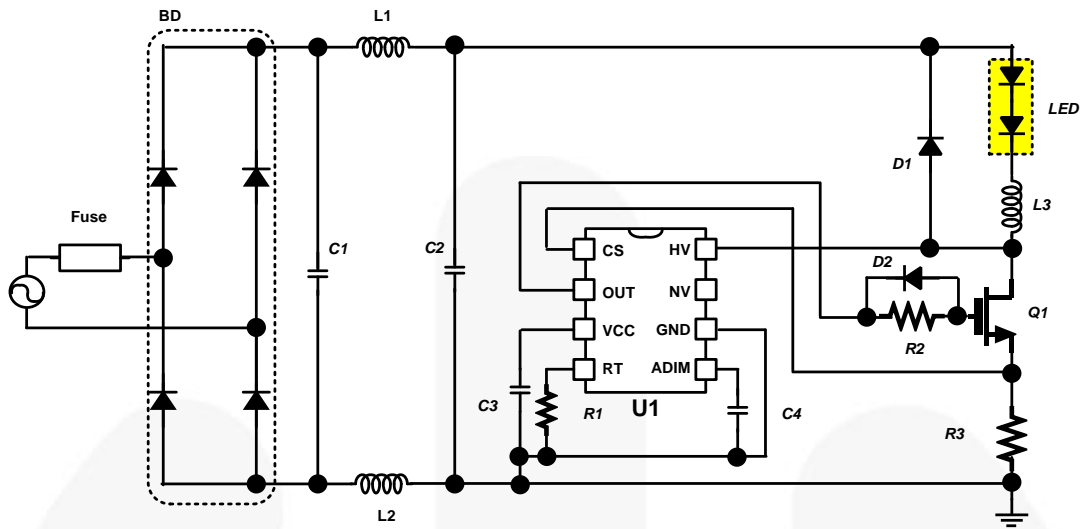 BD
L1
LED
D1
L3
Fuse
C1
C2
CS
HV
D2
OUT
NV
Q1
VCC
GND
R2
RT
ADIM
C3
R1
U1
C4
R3
L2